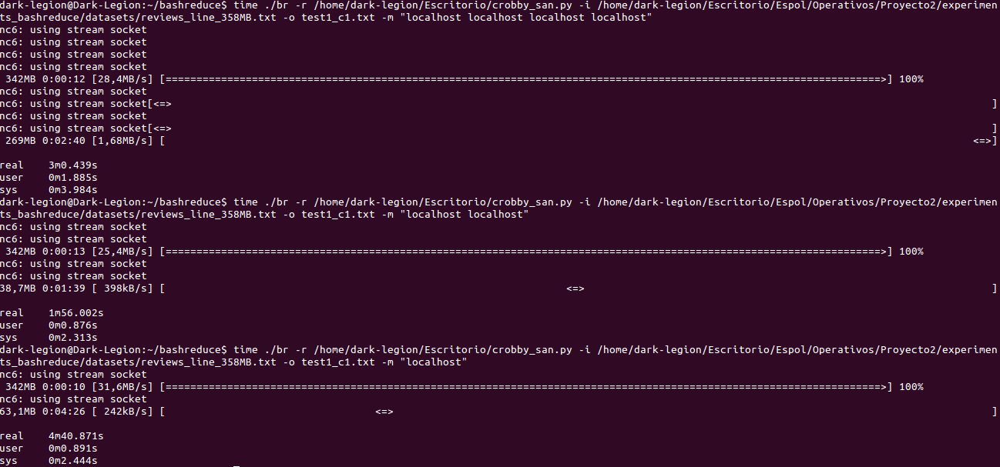 dark-legion@Dark-Legion:~/bashreduce$ time ./br -r /home/dark-legion/Escritorio/crobby_san.py -i /home/dark-legion/Escritorio/Espol/Operativos/Proyecto2/experimen
ts_bashreduce/datasets/reviews_line_358MB.txt -o test1_c1.txt -m "localhost localhost localhost localhost"
nc6: using stream socket
nc6: using stream socket
nc6: using stream socket
nc6: using stream socket
342MB 0:00:12 [28,4MB/s] [=====================================================================================================================>] 100%
nc6: using stream socket
nc6: using stream socket[<=> ]
nc6: using stream socket
nc6: using stream socket[<=> ]
269MB 0:02:40 [1,68MB/s] [ <=>]
real 3m0.439s
user 0m1.885s
sys 0m3.984s
dark-legion@Dark-Legion:~/bashreduce$ time ./br -r /home/dark-legion/Escritorio/crobby_san.py -i /home/dark-legion/Escritorio/Espol/Operativos/Proyecto2/experimen
ts_bashreduce/datasets/reviews_line_358MB.txt -o test1_c1.txt -m "localhost localhost"
nc6: using stream socket
nc6: using stream socket
342MB 0:00:13 [25,4MB/s] [=====================================================================================================================>] 100%
nc6: using stream socket
nc6: using stream socket
38,7MB 0:01:39 [ 398kB/s] [ <=> ]
real 1m56.002s
user 0m0.876s
sys 0m2.313s
dark-legion@Dark-Legion:~/bashreduce$ time ./br -r /home/dark-legion/Escritorio/crobby_san.py -i /home/dark-legion/Escritorio/Espol/Operativos/Proyecto2/experimen
ts_bashreduce/datasets/reviews_line_358MB.txt -o test1_c1.txt -m "localhost"
nc6: using stream socket
342MB 0:00:10 [31,6MB/s] [=====================================================================================================================>] 100%
nc6: using stream socket
63,1MB 0:04:26 [ 242kB/s] [ <=> ]
real 4m40.871s
user 0m0.891s
sys 0m2.444s